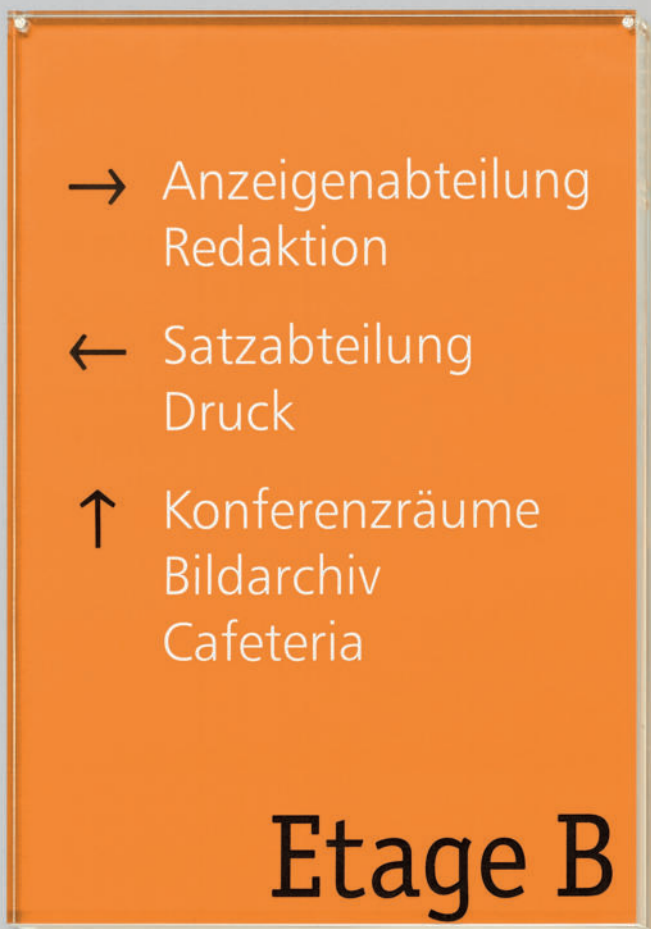 → Anzeigenabteilung
Redaktion
← Satzabteilung
Druck
↑ Konferenzräume
Bildarchiv
Cafeteria
Etage B